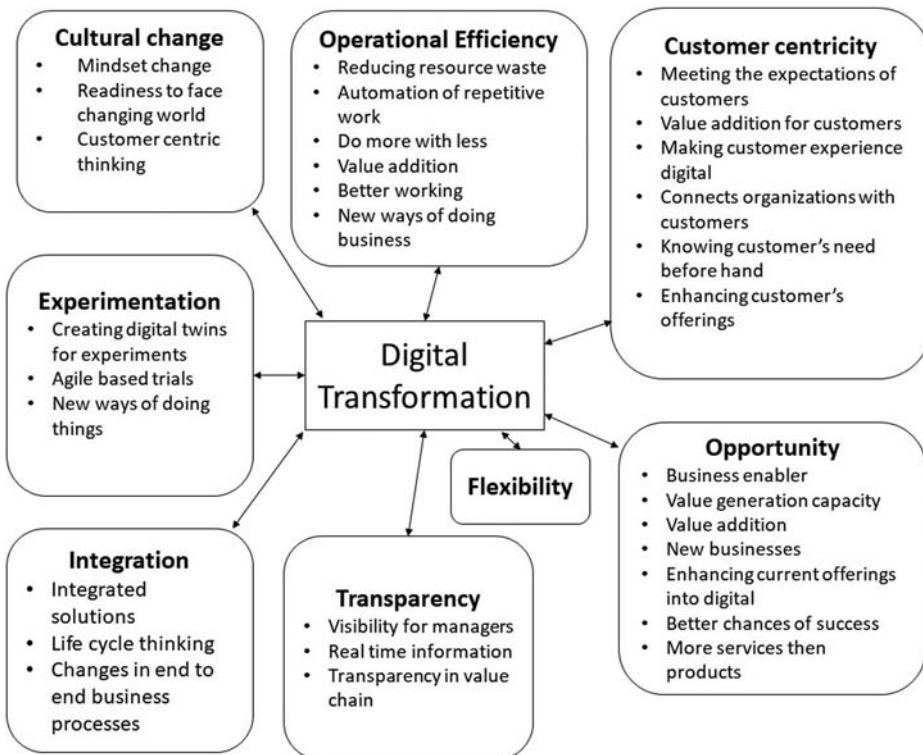 Cultural change
• Mindset change
• Readiness to face
changing world
• Customer centric
thinking
Operational Efficiency
• Reducing resource waste
• Automation of repetitive
work
• Do more with less
• Value addition
• Better working
• New ways of doing
business
Customer centricity
• Meeting the expectations of
customers
• Value addition for customers
• Making customer experience
digital
• Connects organizations with
customers
• Knowing customer's need
before hand
• Enhancing customer's
offerings
Experimentation
• Creating digital twins
for experiments
• Agile based trials
• New ways of doing
things
Digital
Transformation
Flexibility
Opportunity
• Business enabler
• Value generation capacity
• Value addition
• New businesses
• Enhancing current offerings
into digital
• Better chances of success
• More services then
products
Integration
• Integrated
solutions
• Life cycle thinking
• Changes in end to
end business
processes
Transparency
• Visibility for managers
• Real time information
• Transparency in value
chain